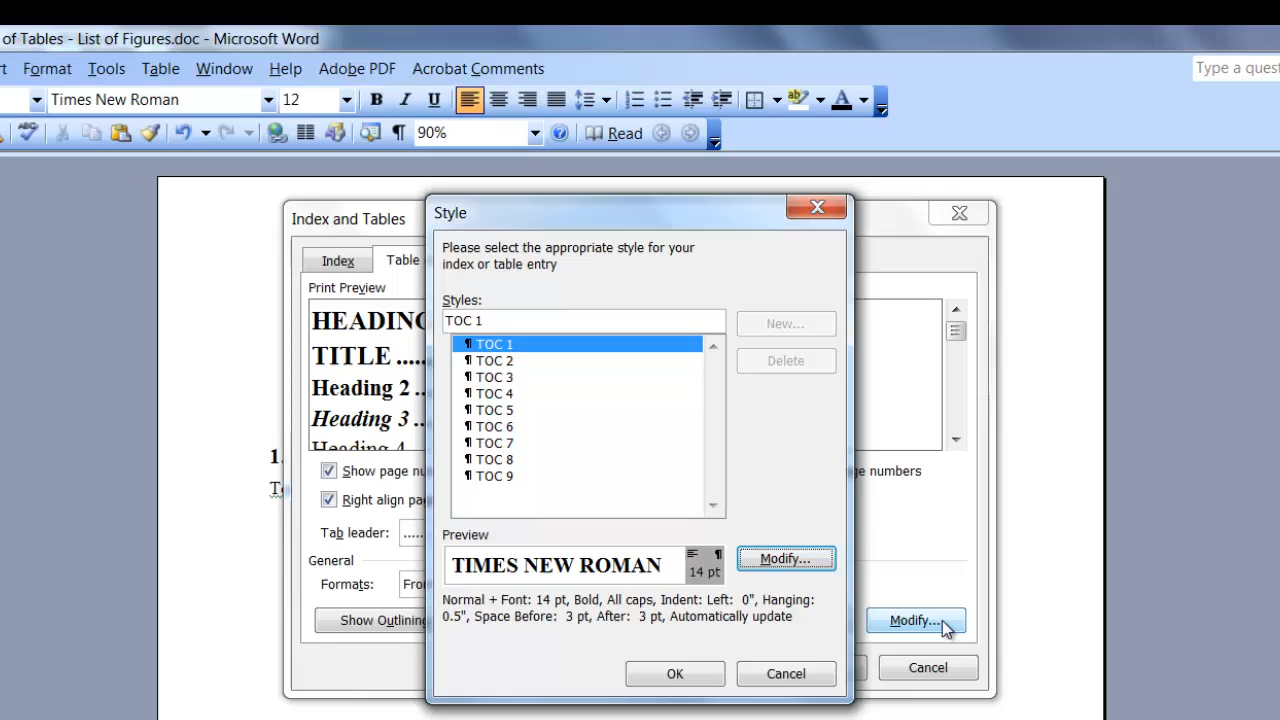 of Tables - List of Figures.doc - Microsoft Word
Format Tools Table Window Help Adobe PDF Acrobat Comments
Type a quest
Times New Roman 12 B I U
ABC 90% Read
Index and Tables
Style
Index Table
Print Preview
HEADING
TITLE .....
Heading 2 ..
Heading 3 ..
Heading 4
1.
Show page nu
e numbers
Right align pag
Tab leader: .....
General
Formats: Fro
Show Outlining
Modify...
Cancel
Please select the appropriate style for your
index or table entry
Styles:
TOC 1
New...
Delete
¶ TOC 1
¶ TOC 2
¶ TOC 3
¶ TOC 4
¶ TOC 5
¶ TOC 6
¶ TOC 7
¶ TOC 8
¶ TOC 9
Preview
TIMES NEW ROMAN ¶ 14 pt
Modify...
Normal + Font: 14 pt, Bold, All caps, Indent: Left: 0", Hanging:
0.5", Space Before: 3 pt, After: 3 pt, Automatically update
OK Cancel